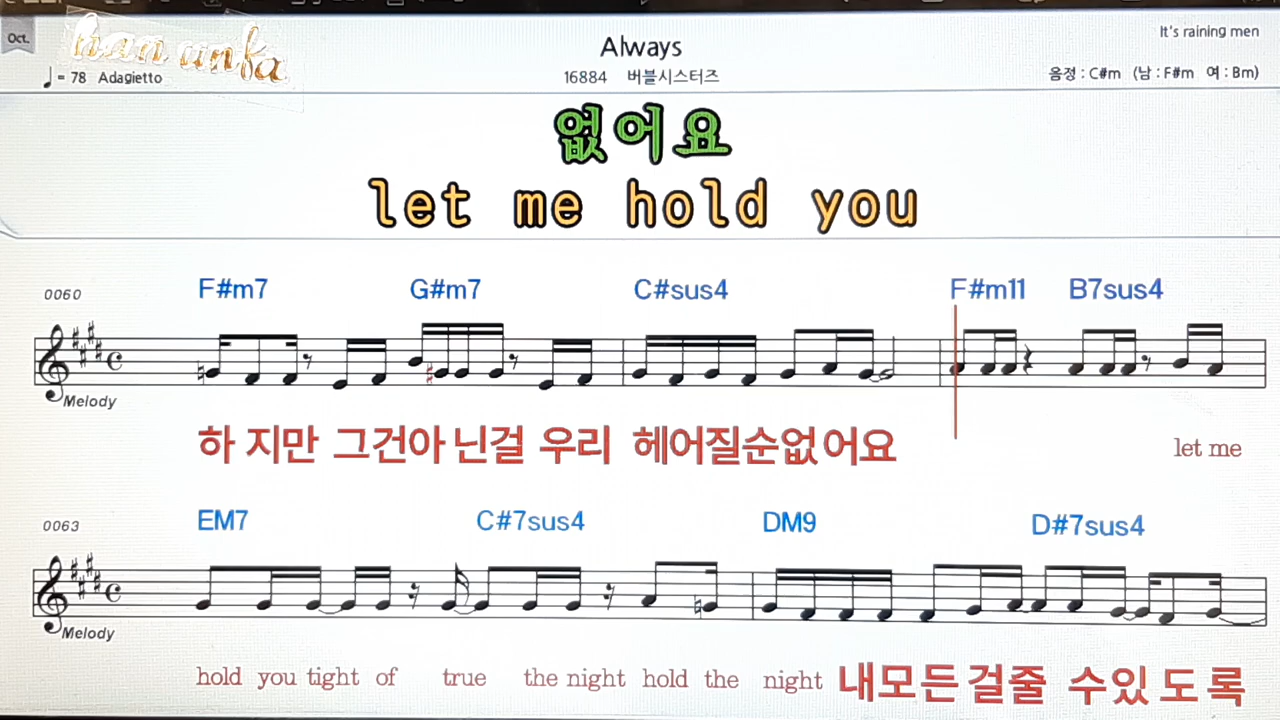 Oct.
han unfa
Always
It's raining men
♩= 78 Adagietto
16884 버블시스터즈
음정 : C#m (남 : F#m 여 : Bm)
없어요
let me hold you
0060
F#m7 G#m7 C#sus4 F#m11 B7sus4
Melody
하 지만 그건아 닌걸 우리 헤어질순없어요 let me
0063
EM7 C#7sus4 DM9 D#7sus4
Melody
hold you tight of true the night hold the night 내모든걸줄 수있도록